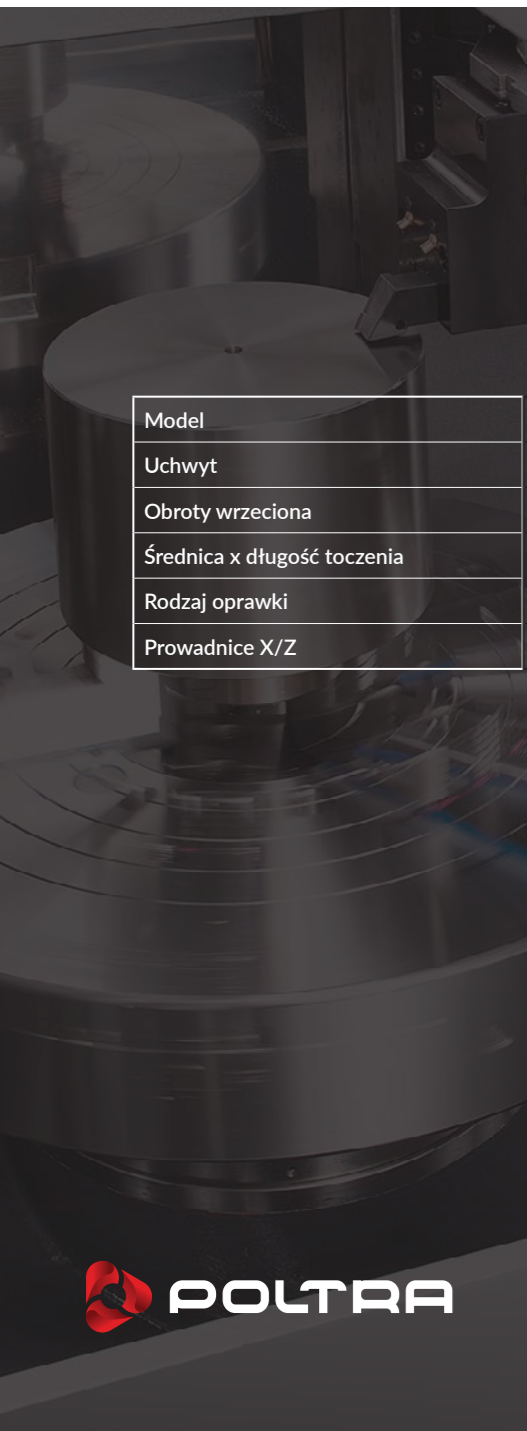 Model
Uchwyt
Obroty wrzeciona
Średnica x długość toczenia
Rodzaj oprawki
Prowadnice X/Z
POLTRA